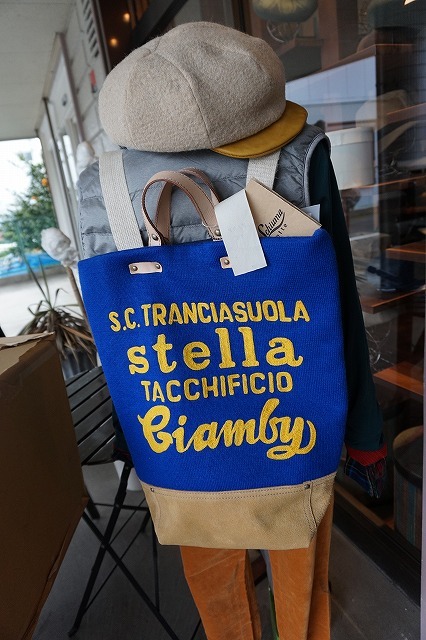 S.C. TRANCIASUOLA
stella
TACCHIFICIO
Giamby